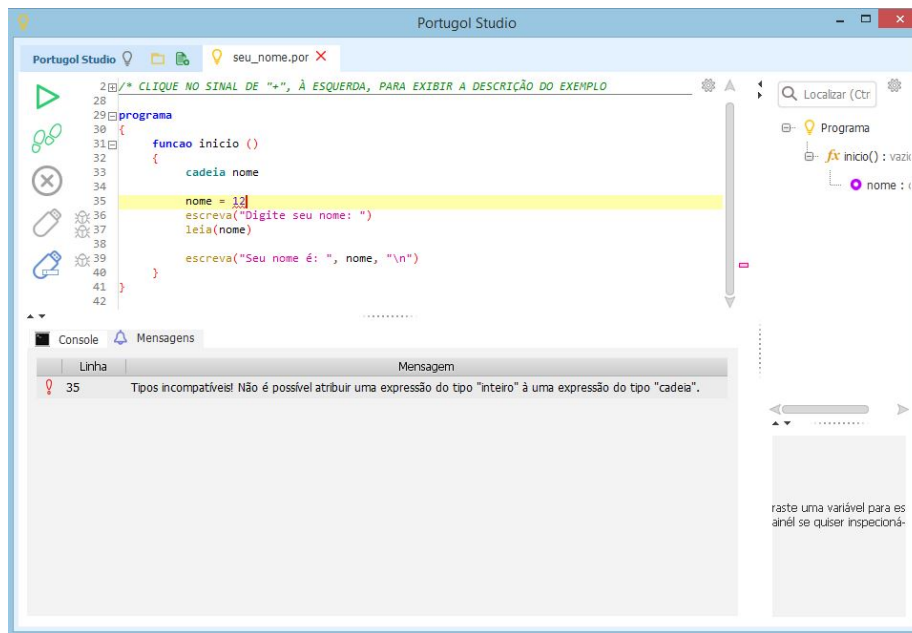 Portugol Studio
Portugol Studio
seu_nome.por
2 /* CLIQUE NO SINAL DE "+", À ESQUERDA, PARA EXIBIR A DESCRIÇÃO DO EXEMPLO
28
29 programa
30 {
31 funcao inicio ()
32 {
33 cadeia nome
34
35 nome = 12
36 escreva("Digite seu nome: ")
37 leia(nome)
38
39 escreva("Seu nome é: ", nome, "\n")
40 }
41 }
42
Localizar (Ctr
Programa
fx inicio() : vazio
nome :
Console
Mensagens
Linha Mensagem
35 Tipos incompatíveis! Não é possível atribuir uma expressão do tipo "inteiro" à uma expressão do tipo "cadeia".
raste uma variável para es
ainél se quiser inspecioná-